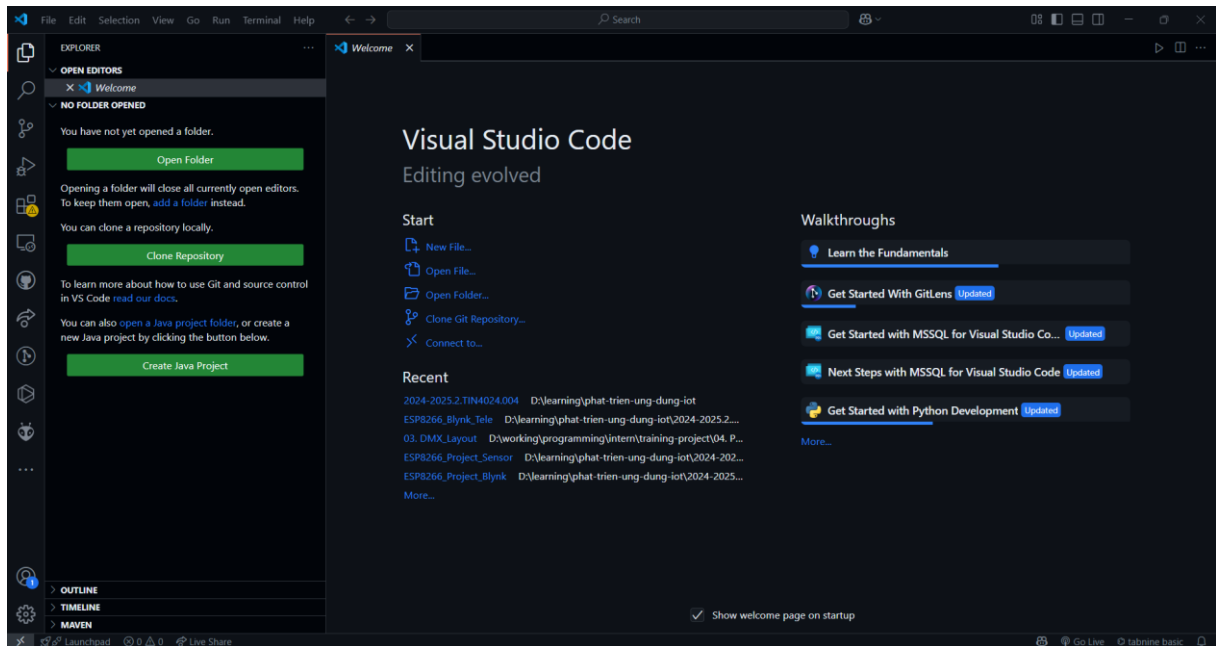 File Edit Selection View Go Run Terminal Help
Search
EXPLORER
OPEN EDITORS
Welcome
NO FOLDER OPENED
You have not yet opened a folder.
Open Folder
Opening a folder will close all currently open editors.
To keep them open, add a folder instead.
You can clone a repository locally.
Clone Repository
To learn more about how to use Git and source control
in VS Code read our docs.
You can also open a Java project folder, or create a
new Java project by clicking the button below.
Create Java Project
OUTLINE
TIMELINE
MAVEN
Welcome
Visual Studio Code
Editing evolved
Start
New File...
Open File...
Open Folder...
Clone Git Repository...
Connect to...
Recent
2024-2025.2.TIN4024.004 D:\learning\phat-trien-ung-dung-iot
ESP8266_Blynk_Tele D:\learning\phat-trien-ung-dung-iot\2024-2025.2....
03. DMX_Layout D:\working\programming\intern\training-project\04. P...
ESP8266_Project_Sensor D:\learning\phat-trien-ung-dung-iot\2024-202...
ESP8266_Project_Blynk D:\learning\phat-trien-ung-dung-iot\2024-2025...
More...
Walkthroughs
Learn the Fundamentals
Get Started With GitLens Updated
Get Started with MSSQL for Visual Studio Co... Updated
Next Steps with MSSQL for Visual Studio Code Updated
Get Started with Python Development Updated
More...
Show welcome page on startup
1
Launchpad 0 0 Live Share
Go Live tabnine basic